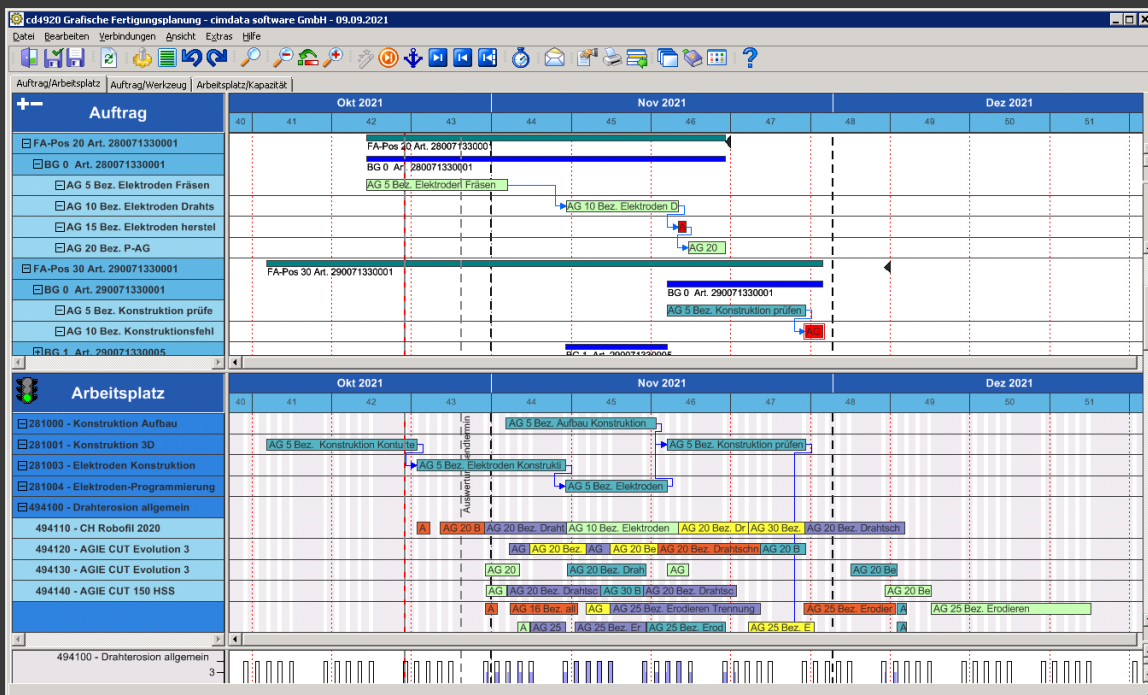 cd4920 Grafische Fertigungsplanung - cimdata software GmbH - 09.09.2021
Datei Bearbeiten Verbindungen Ansicht Extras Hilfe
Auftrag/Arbeitsplatz Auftrag/Werkzeug Arbeitsplatz/Kapazität
Auftrag Okt 2021 Nov 2021 Dez 2021
40 41 42 43 44 45 46 47 48 49 50 51
FA-Pos 20 Art. 280071330001 FA-Pos 20 Art. 280071330001
BG 0 Art. 280071330001 BG 0 Art. 280071330001
AG 5 Bez. Elektroden Fräsen AG 5 Bez. Elektroden Fräsen
AG 10 Bez. Elektroden Drahts AG 10 Bez. Elektroden D
AG 15 Bez. Elektroden herstel
AG 20 Bez. P-AG AG 20
FA-Pos 30 Art. 290071330001 FA-Pos 30 Art. 290071330001
BG 0 Art. 290071330001 BG 0 Art. 290071330001
AG 5 Bez. Konstruktion prüfe AG 5 Bez. Konstruktion prüfen
AG 10 Bez. Konstruktionsfehl AG
BG 1 Art. 290071330005 BG 1 Art. 290071330005
Arbeitsplatz Okt 2021 Nov 2021 Dez 2021
40 41 42 43 44 45 46 47 48 49 50 51
281000 - Konstruktion Aufbau AG 5 Bez. Aufbau Konstruktion
281001 - Konstruktion 3D AG 5 Bez. Konstruktion Kontu te AG 5 Bez. Konstruktion prüfen
281003 - Elektroden Konstruktion AG 5 Bez. Elektroden Konstrukti
281004 - Elektroden-Programmierung AG 5 Bez. Elektroden
494100 - Drahterosion allgemein
494110 - CH Robofil 2020 A AG 20 B AG 20 Bez. Draht AG 10 Bez. Elektroden AG 20 Bez. Dr AG 30 Bez. AG 20 Bez. Drahtsch
494120 - AGIE CUT Evolution 3 AG AG 20 Bez. AG AG 20 Be AG 20 Bez. Drahtschn AG 20 B
494130 - AGIE CUT Evolution 3 AG 20 AG 20 Bez. Drah AG AG 20 Be
494140 - AGIE CUT 150 HSS AG AG 20 Bez. Drahtsc AG 30 B AG 20 Bez. Drahtsc AG 20 Be
A AG 16 Bez. all AG AG 25 Bez. Erodieren Trennung AG 25 Bez. Erodier A AG 25 Bez. Erodieren
A AG 25 AG 25 Bez. Er AG 25 Bez. Erod AG 25 Bez. E A
494100 - Drahterosion allgemein
3